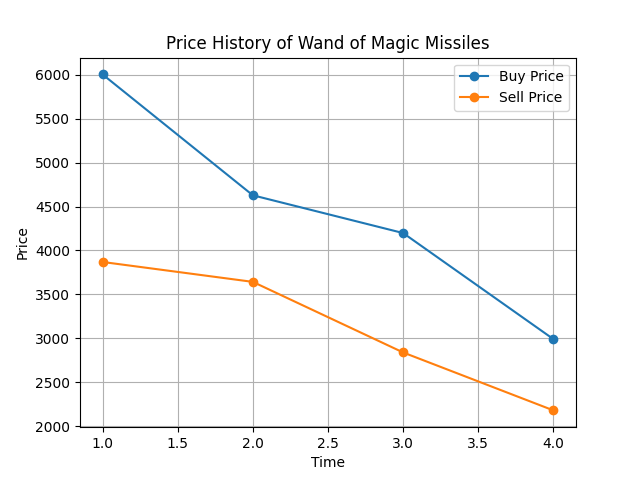 Price History of Wand of Magic Missiles
Buy Price
Sell Price
6000
5500
5000
4500
4000
3500
3000
2500
2000
Price
1.0 1.5 2.0 2.5 3.0 3.5 4.0
Time